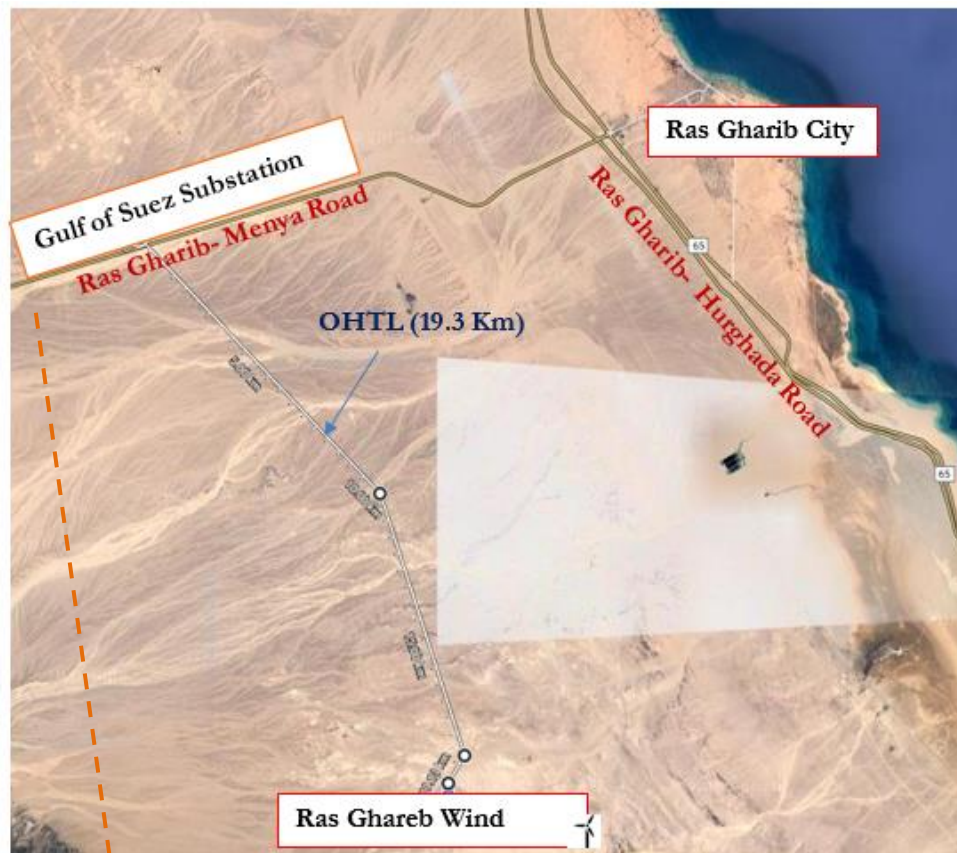 Ras Gharib City
Gulf of Suez Substation
Ras Gharib- Menya Road
Ras Gharib- Hurghada Road
65
OHTL (19.3 Km)
65
Ras Ghareb Wind